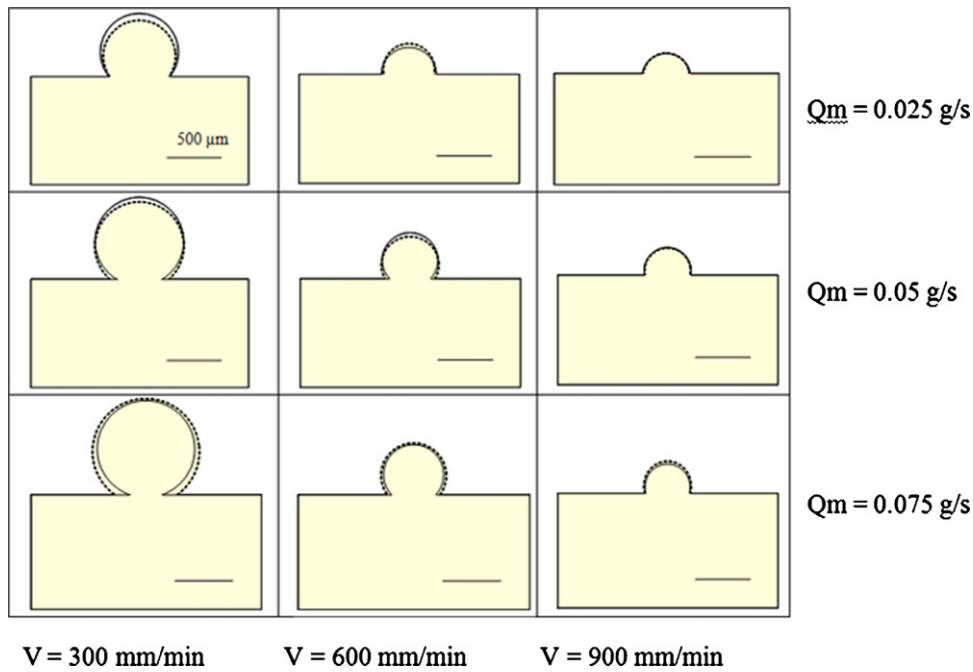 500 μm
Qm = 0.025 g/s
Qm = 0.05 g/s
Qm = 0.075 g/s
V = 300 mm/min
V = 600 mm/min
V = 900 mm/min